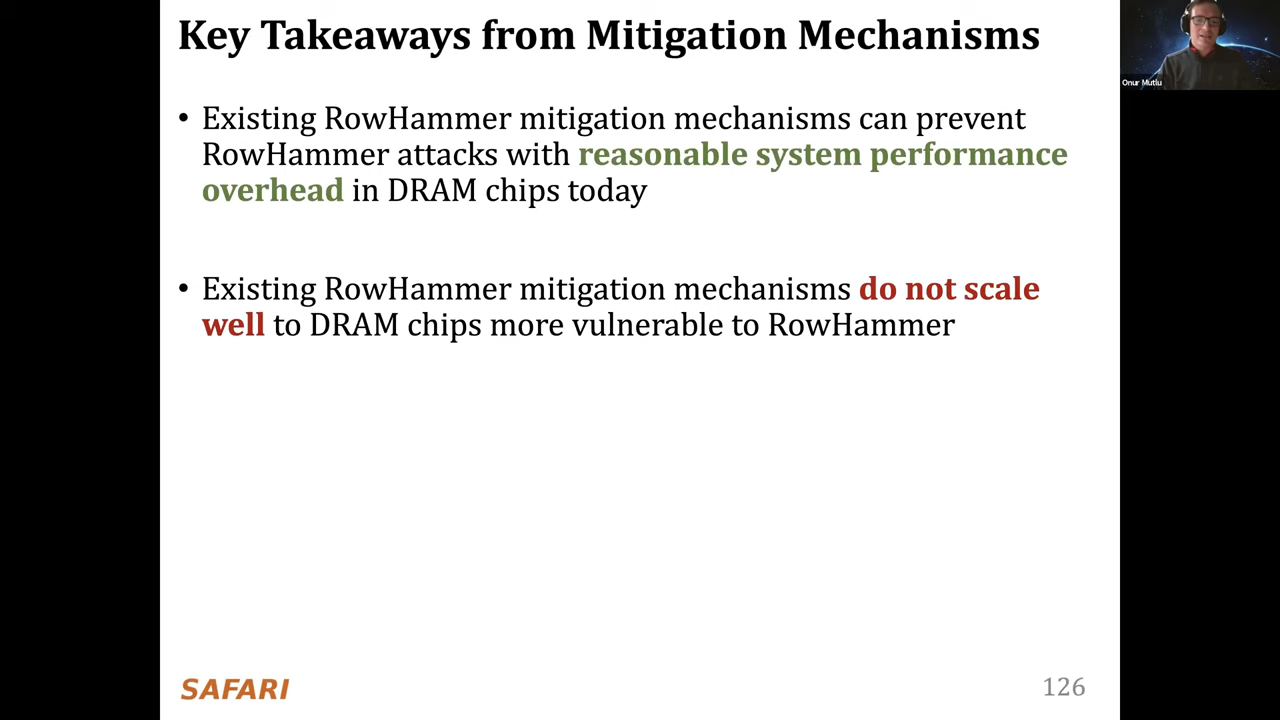 Key Takeaways from Mitigation Mechanisms
Onur Mutlu
• Existing RowHammer mitigation mechanisms can prevent
RowHammer attacks with reasonable system performance
overhead in DRAM chips today
• Existing RowHammer mitigation mechanisms do not scale
well to DRAM chips more vulnerable to RowHammer
SAFARI
126